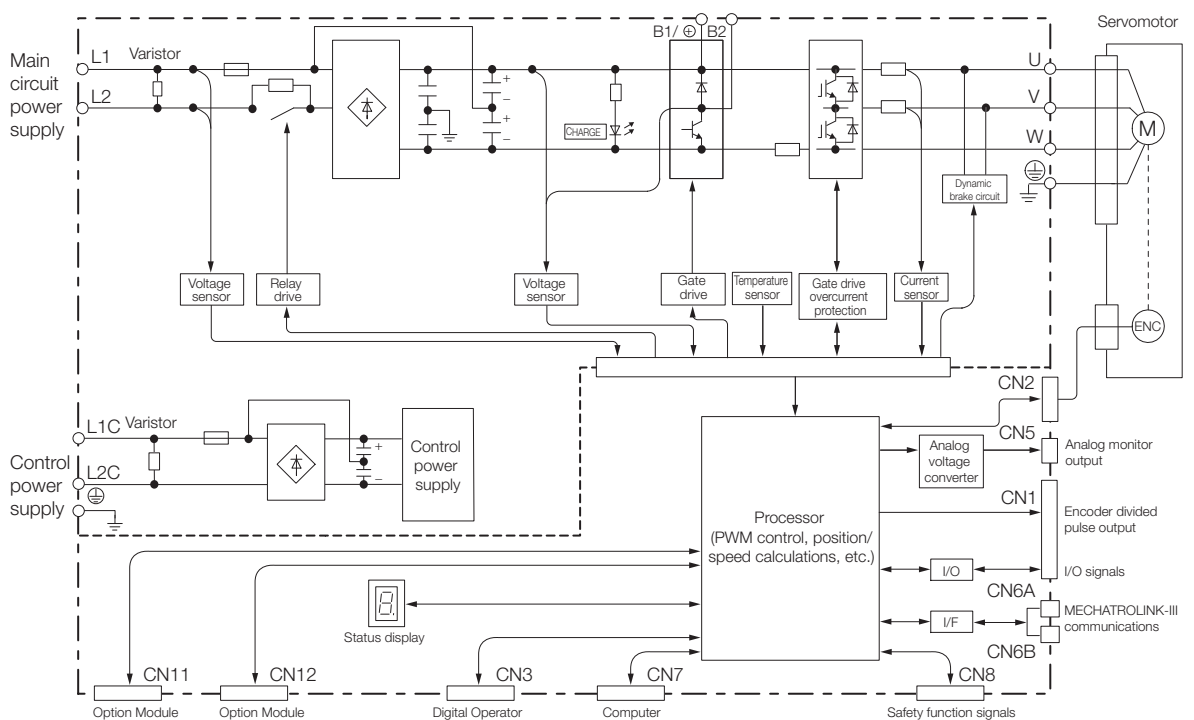 Servomotor
B1/ ⊕ B2
Main
circuit
power
supply
L1
Varistor
L2
+
−
+
−
CHARGE
U
V
W
M
Dynamic
brake circuit
Voltage
sensor
Relay
drive
Voltage
sensor
Gate
drive
Temperature
sensor
Gate drive
overcurrent
protection
Current
sensor
ENC
CN2
L1C
Varistor
L2C
Control
power
supply
+
−
Control
power
supply
Analog
voltage
converter
CN5
Analog monitor
output
CN1
Encoder divided
pulse output
Processor
(PWM control, position/
speed calculations, etc.)
I/O
I/O signals
CN6A
I/F
MECHATROLINK-III
communications
CN6B
8.
Status display
CN11
Option Module
CN12
Option Module
CN3
Digital Operator
CN7
Computer
CN8
Safety function signals